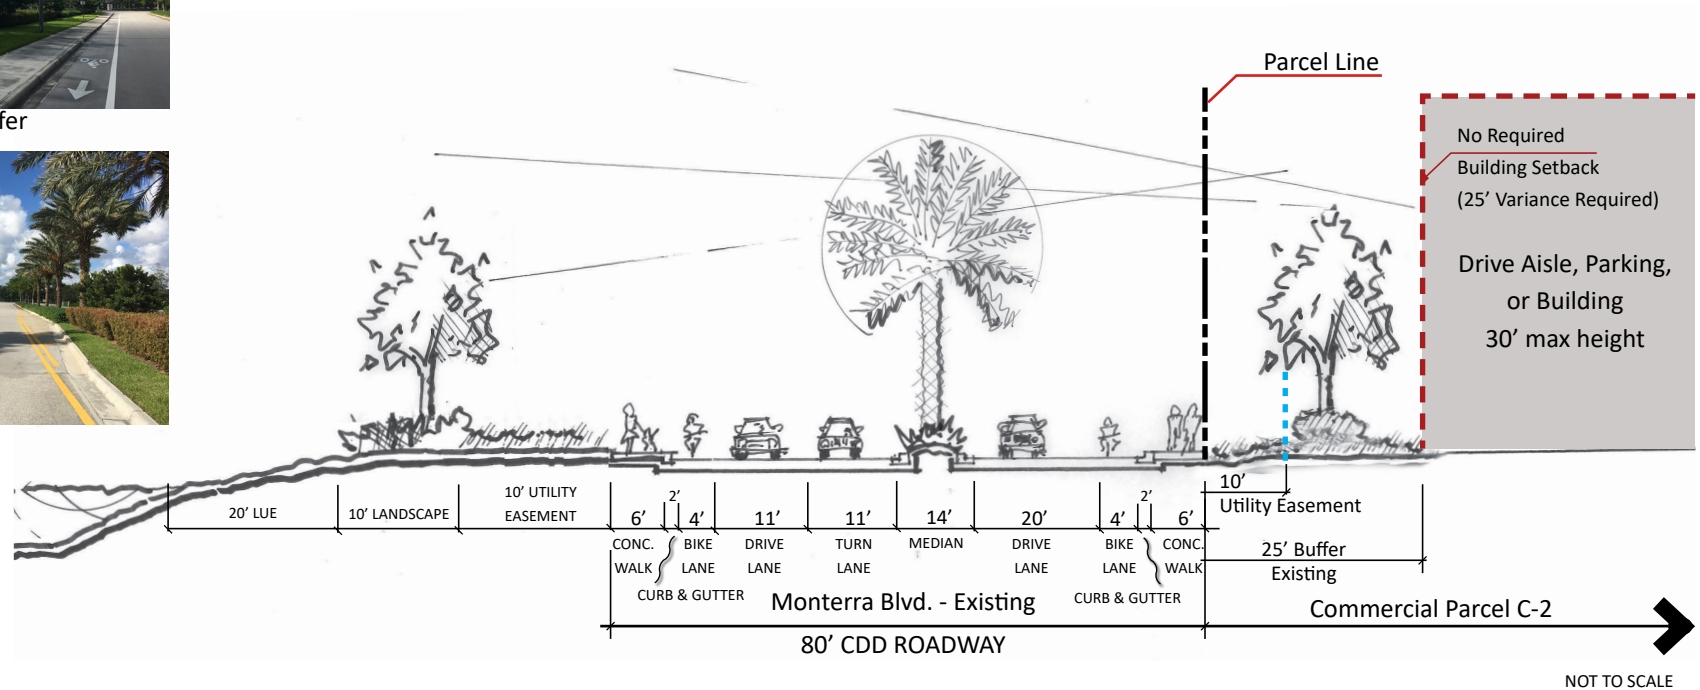 fer
Parcel Line
No Required
Building Setback
(25’ Variance Required)
Drive Aisle, Parking,
or Building
30’ max height
20’ LUE
10’ LANDSCAPE
10’ UTILITY
EASEMENT
6’
CONC.
WALK
2’
CURB & GUTTER
4’
BIKE
LANE
11’
DRIVE
LANE
11’
TURN
LANE
14’
MEDIAN
20’
DRIVE
LANE
4’
BIKE
LANE
2’
CURB & GUTTER
6’
CONC.
WALK
10’
Utility Easement
25’ Buffer
Existing
Monterra Blvd. - Existing
80’ CDD ROADWAY
Commercial Parcel C-2
NOT TO SCALE